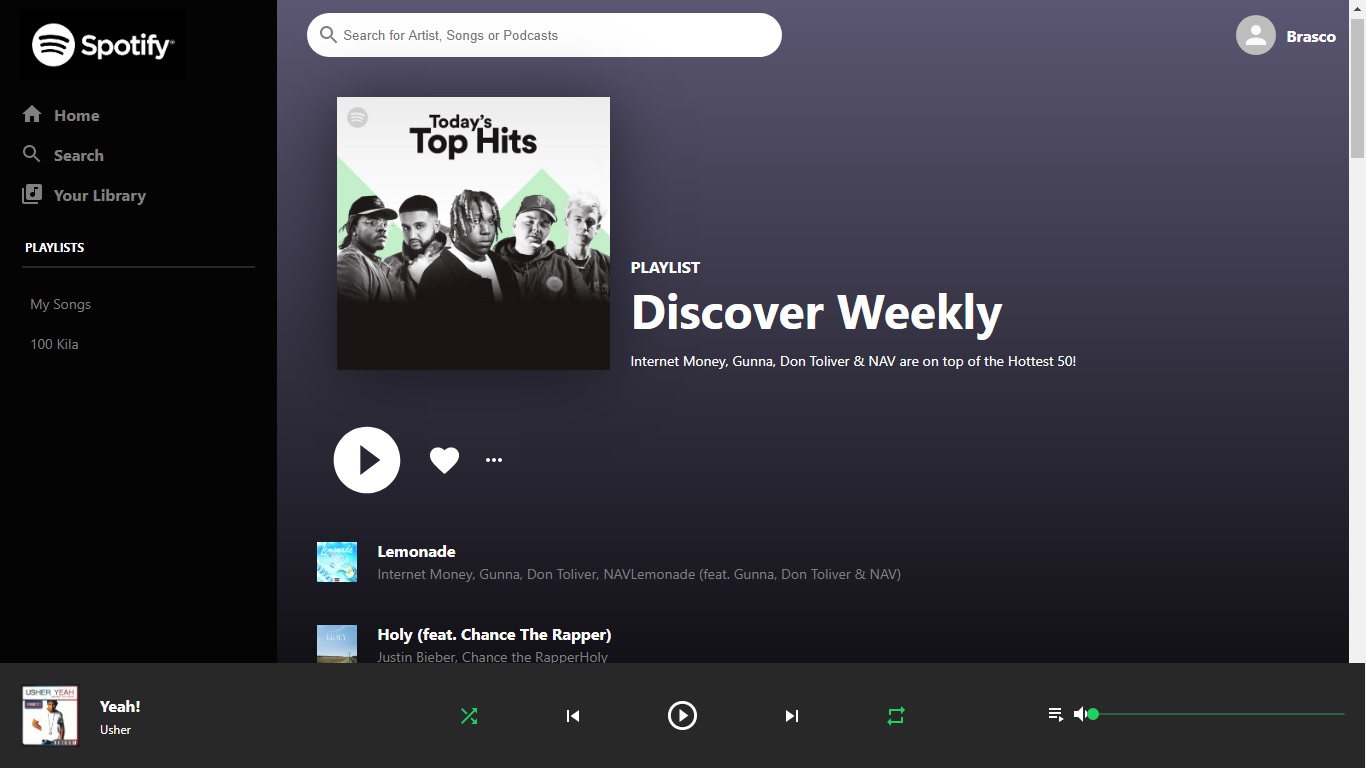 Spotify
Search for Artist, Songs or Podcasts
Brasco
Home
Search
Your Library
PLAYLISTS
My Songs
100 Kila
Today's
Top Hits
PLAYLIST
Discover Weekly
Internet Money, Gunna, Don Toliver & NAV are on top of the Hottest 50!
Lemonade
Internet Money, Gunna, Don Toliver, NAVLemonade (feat. Gunna, Don Toliver & NAV)
HOLY
Holy (feat. Chance The Rapper)
Justin Bieber, Chance the RapperHoly
USHER YEAH
Yeah!
Usher